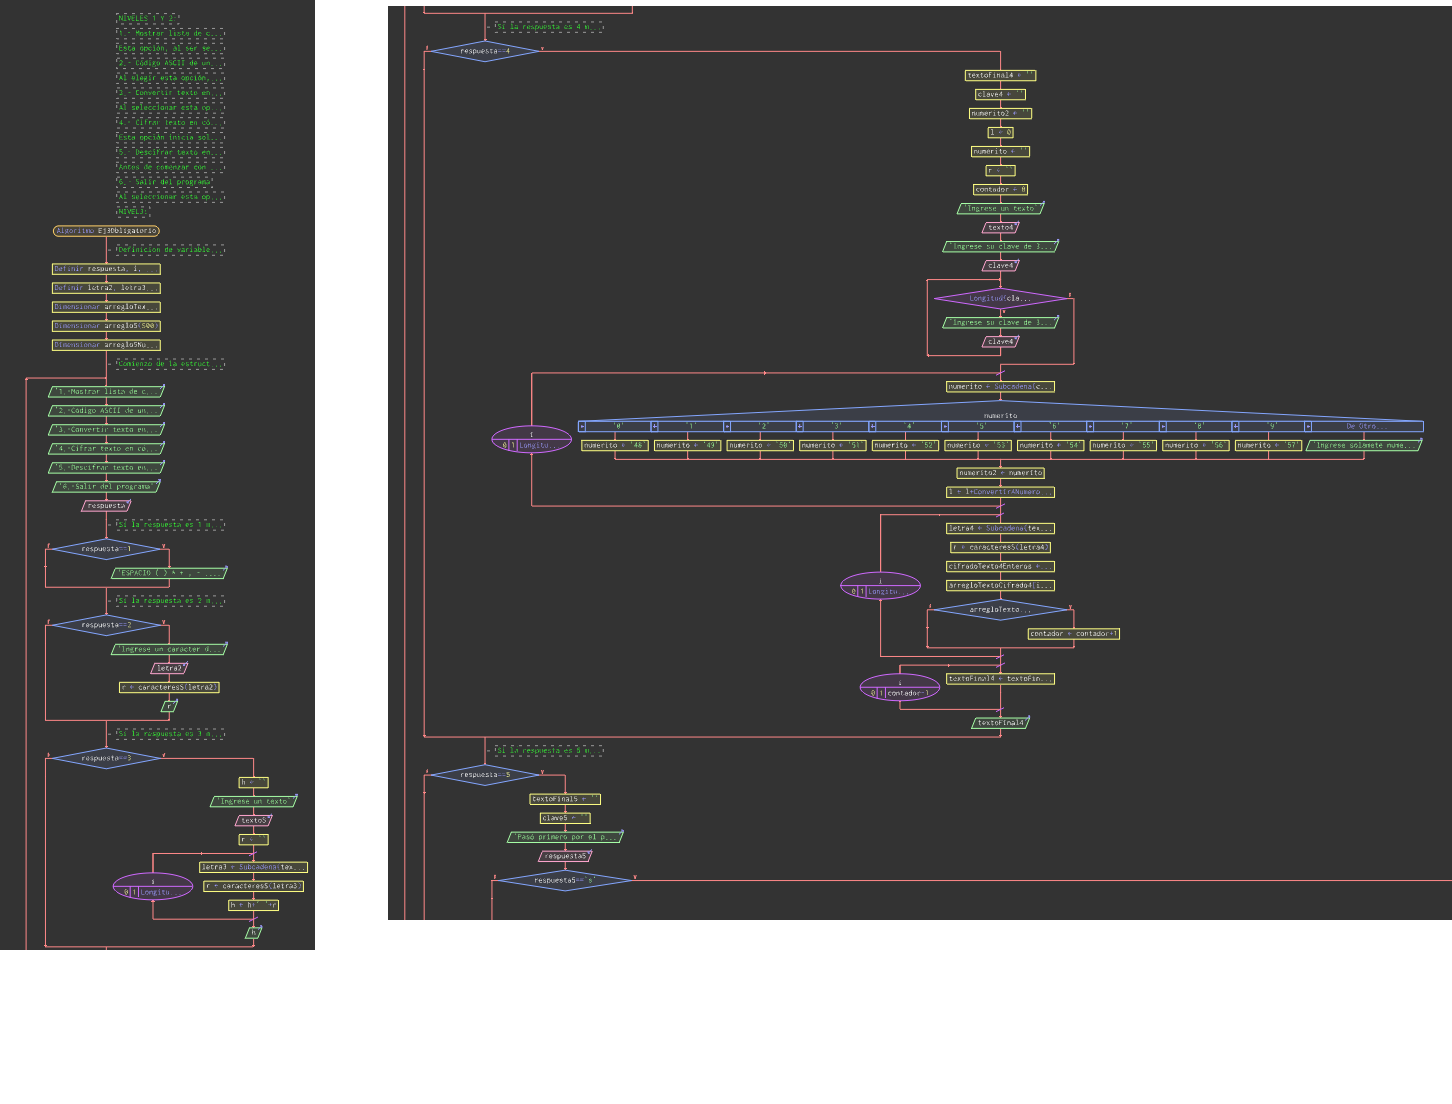 'NIVELES 1 Y 2:'
'1.- Mostrar lista de c...'
'Esta opción, al ser se...'
'2.- Código ASCII de un...'
'Al elegir esta opción,...'
'3.- Convertir texto en...'
'Al seleccionar esta op...'
'4.- Cifrar texto en có...'
'Esta opción inicia sol...'
'5.- Descifrar texto en...'
'Antes de comenzar con ...'
'6.- Salir del programa'
'Al seleccionar esta op...'
'NIVEL3:'
Algoritmo Ej3Obligatorio
'Definicion de variable...'
Definir respuesta, i, ...
Definir letra2, letra3...
Dimensionar arregloTex...
Dimensionar arreglo5(500)
Dimensionar arreglo5Nu...
'Comienzo de la estruct...'
'1.-Mostrar lista de c...'
'2.-Código ASCII de un...'
'3.-Convertir texto en...'
'4.-Cifrar texto en có...'
'5.-Descifrar texto en...'
'6.-Salir del programa'
respuesta
'Si la respuesta es 1 m...'
F respuesta==1 V
'ESPACIO ( ) * + , - ....'
'Si la respuesta es 2 m...'
F respuesta==2 V
'Ingrese un caracter d...'
letra2
r ← caracteresS(letra2)
r
'Si la respuesta es 3 m...'
F respuesta==3 V
h ← ''
'Ingrese un texto'
texto5
r ← ''
letra3 ← Subcadena(tex...
r ← caracteresS(letra3)
0 1 Longitu...
h ← h+' '+r
h
'Si la respuesta es 4 m...'
F respuesta==4 V
textofinal4 ← ''
clave4 ← ''
numerito2 ← ''
l ← 0
numerito ← ''
r ← ''
contador ← 0
'Ingrese un texto'
texto4
'Ingrese su clave de 3...'
clave4
Longitud(cla...
'Ingrese su clave de 3...'
clave4
numerito ← Subcadena(c...
numerito
'0' '1' '2' '3' '4' '5' '6' '7' '8' '9' De Otro...
0 1 Longitu...
numerito ← '48' numerito ← '49' numerito ← '50' numerito ← '51' numerito ← '52' numerito ← '53' numerito ← '54' numerito ← '55' numerito ← '56' numerito ← '57' 'Ingrese solamete nume...
numerito2 ← numerito
l ← l+ConvertirANumero...
letra4 ← Subcadena(tex...
r ← caracteresS(letra4)
cifradoTexto4Enteros ←...
arregloTextoCifrado4(i...
0 1 Longitu...
F arregloTexto... V
contador ← contador+1
textoFinal4 ← textoFin...
i
0 1 contador-1
textoFinal4
'Si la respuesta es 5 m...'
F respuesta==5 V
textoFinal5 ← ''
clave5 ← ''
'Pasó primero por el p...'
respuesta5
F respuesta5=='s' V